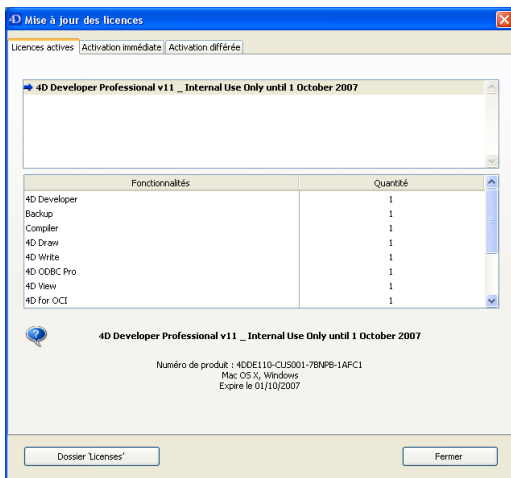 4D Mise à jour des licences
Licences actives Activation immédiate Activation différée
4D Developer Professional v11 _ Internal Use Only until 1 October 2007
Fonctionnalités Quantité
4D Developer 1
Backup 1
Compiler 1
4D Draw 1
4D Write 1
4D ODBC Pro 1
4D View 1
4D for OCI 1
4D Developer Professional v11 _ Internal Use Only until 1 October 2007
Numéro de produit : 4DDE110-CUS001-7BNPB-1AFC1
Mac OS X, Windows
Expire le 01/10/2007
Dossier 'Licenses' Fermer